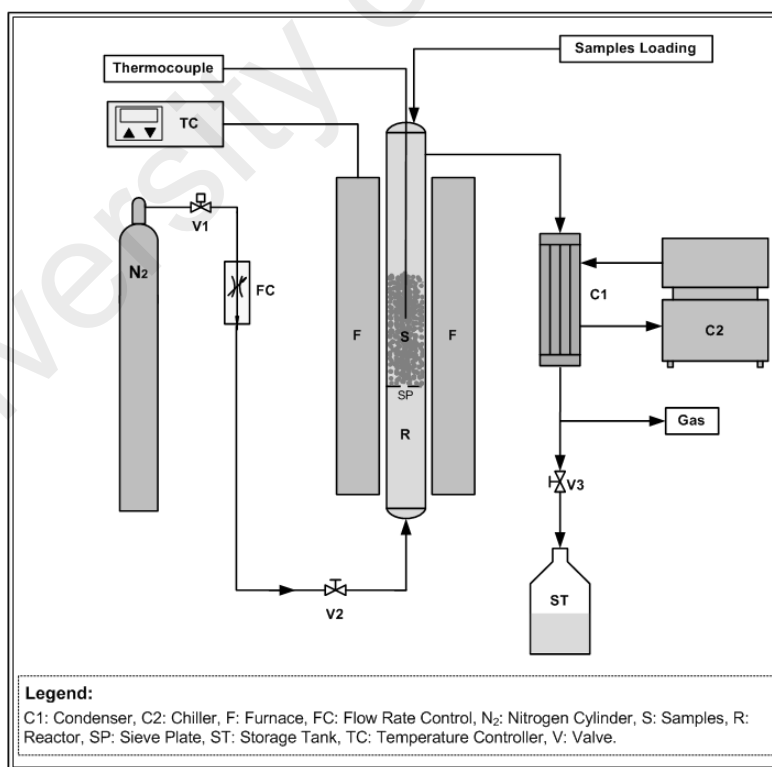 versity of
Samples Loading
Thermocouple
TC
V1
N2
FC
C1
C2
F
S
F
SP
R
Gas
V3
V2
ST
Legend:
C1: Condenser, C2: Chiller, F: Furnace, FC: Flow Rate Control, N₂: Nitrogen Cylinder, S: Samples, R:
Reactor, SP: Sieve Plate, ST: Storage Tank, TC: Temperature Controller, V: Valve.